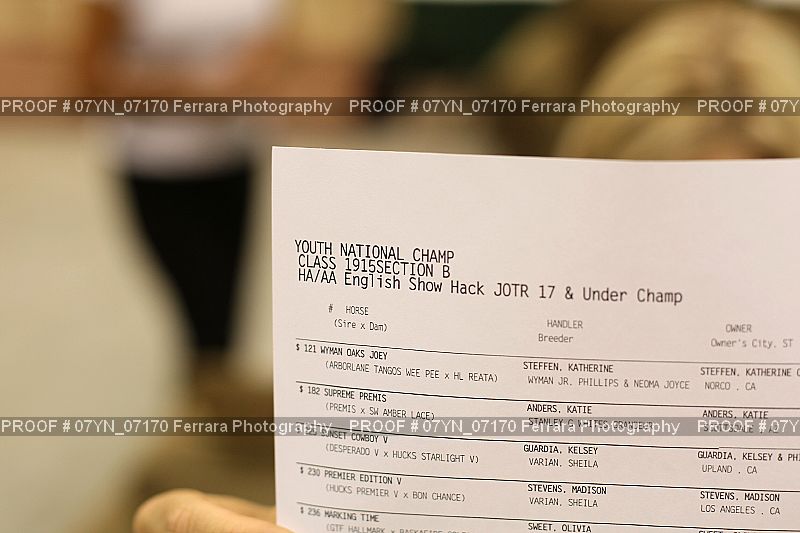 PROOF # 07YN_07170 Ferrara Photography PROOF # 07YN_07170 Ferrara Photography PROOF # 07Y
YOUTH NATIONAL CHAMP
CLASS 1915SECTION B
HA/AA English Show Hack JOTR 17 & Under Champ
# HORSE HANDLER OWNER
(Sire x Dam) Breeder Owner's City, ST
$ 121 WYMAN OAKS JOEY STEFFEN, KATHERINE STEFFEN, KATHERINE
(ARBORLANE TANGOS WEE PEE x HL REATA) WYMAN JR, PHILLIPS & NEOMA JOYCE NORCO , CA
$ 182 SUPREME PREMIS ANDERS, KATIE ANDERS, KATIE
(PREMIS x SW AMBER LACE) STANLEY G WHITE
PROOF # 07YN_07170 Ferrara Photography PROOF # 07YN_07170 Ferrara Photography PROOF # 07Y
SUNSET COWBOY V GUARDIA, KELSEY GUARDIA, KELSEY &
(DESPERADO V x HUCKS STARLIGHT V) VARIAN, SHEILA UPLAND , CA
$ 230 PREMIER EDITION V STEVENS, MADISON STEVENS, MADISON
(HUCKS PREMIER V x BON CHANCE) VARIAN, SHEILA LOS ANGELES , CA
$ 236 MARKING TIME SWEET, OLIVIA
(GTF HALLMARK x